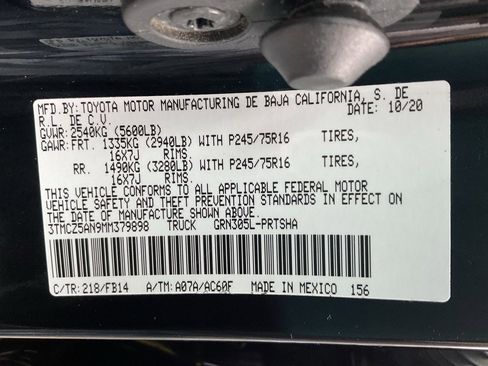 MFD.BY:TOYOTA MOTOR MANUFACTURING DE BAJA CALIFORNIA, S. DE
R.L. DE C.V. DATE: 10/20
GVWR:2540KG (5600LB)
GAWR:FRT. 1335KG (2940LB) WITH P245/75R16 TIRES,
16X7J RIMS.
RR. 1490KG (3280LB) WITH P245/75R16 TIRES,
16X7J RIMS.
THIS VEHICLE CONFORMS TO ALL APPLICABLE FEDERAL MOTOR
VEHICLE SAFETY AND THEFT PREVENTION STANDARDS IN EFFECT ON
THE DATE OF MANUFACTURE SHOWN ABOVE.
3TMCZ5AN9MM379898 TRUCK GRN305L-PRTSHA
C/TR:218/FB14 A/TM:A07A/AC60F MADE IN MEXICO 156